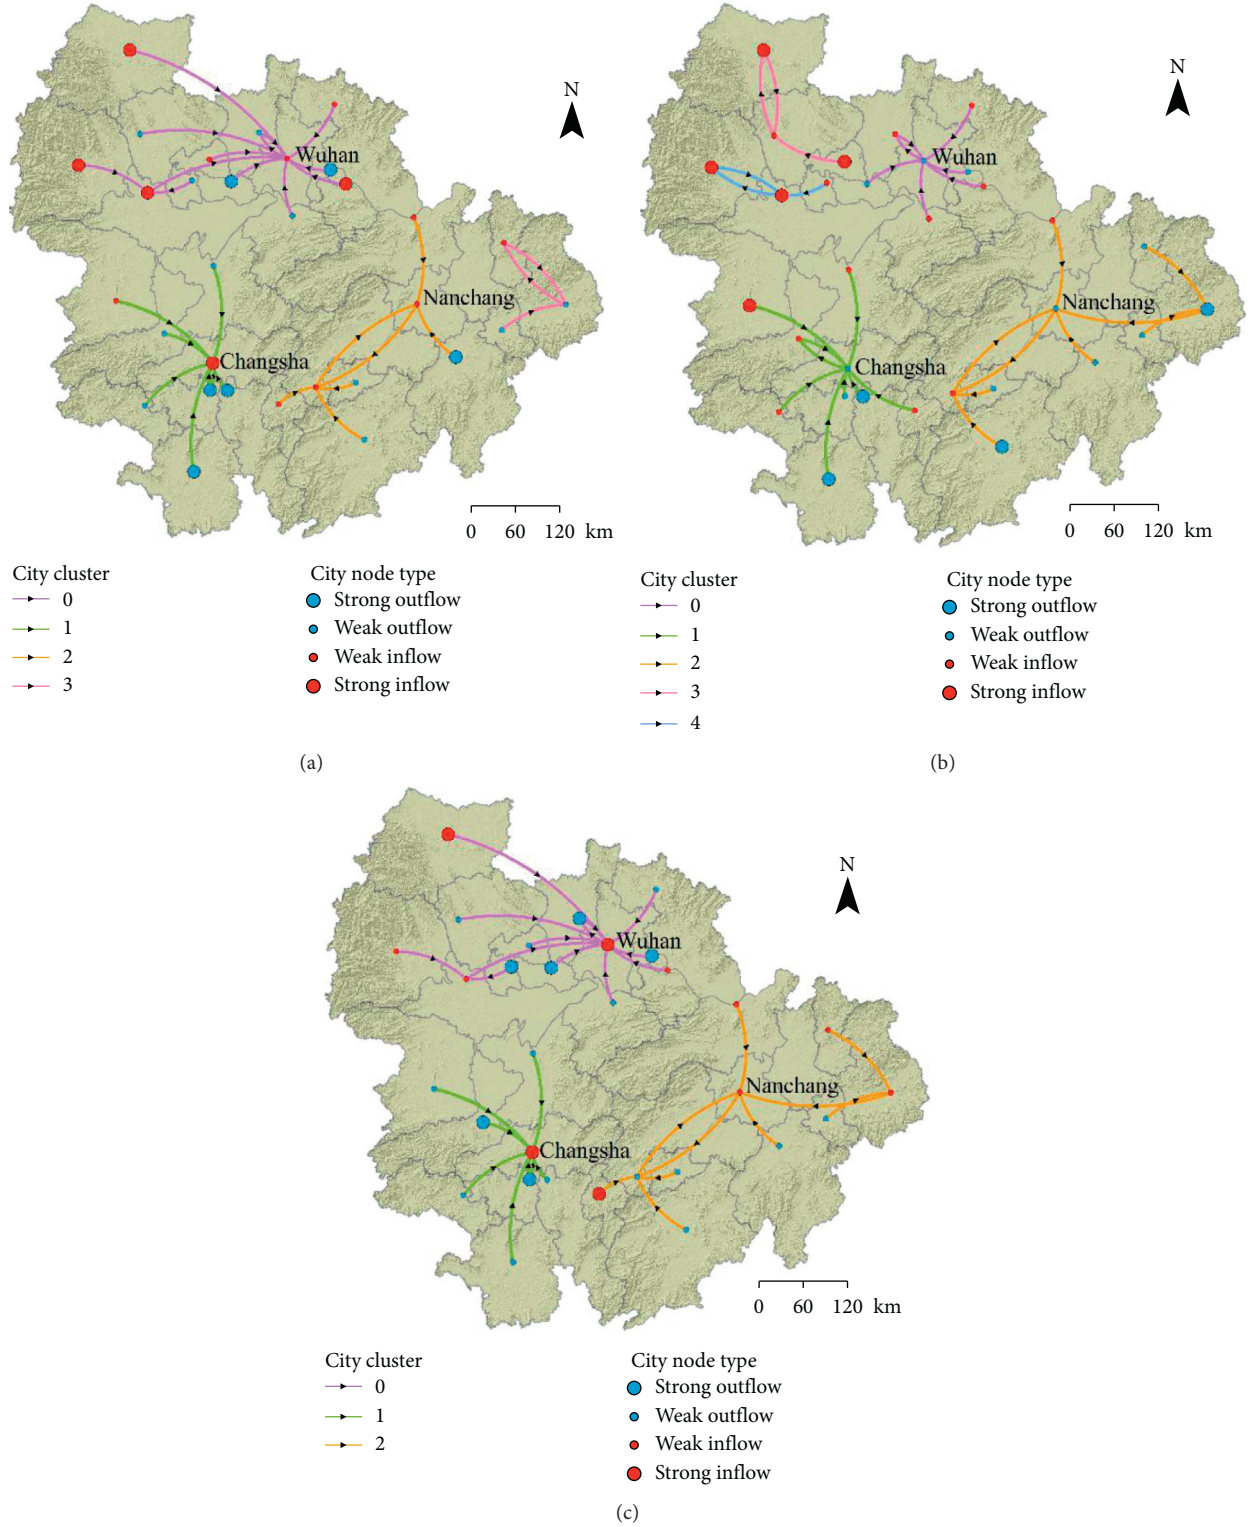 N
Wuhan
Nanchang
Changsha
0 60 120 km
City cluster
0
1
2
3
City node type
Strong outflow
Weak outflow
Weak inflow
Strong inflow
(a)
N
Wuhan
Nanchang
Changsha
0 60 120 km
City cluster
0
1
2
3
4
City node type
Strong outflow
Weak outflow
Weak inflow
Strong inflow
(b)
N
Wuhan
Nanchang
Changsha
0 60 120 km
City cluster
0
1
2
City node type
Strong outflow
Weak outflow
Weak inflow
Strong inflow
(c)